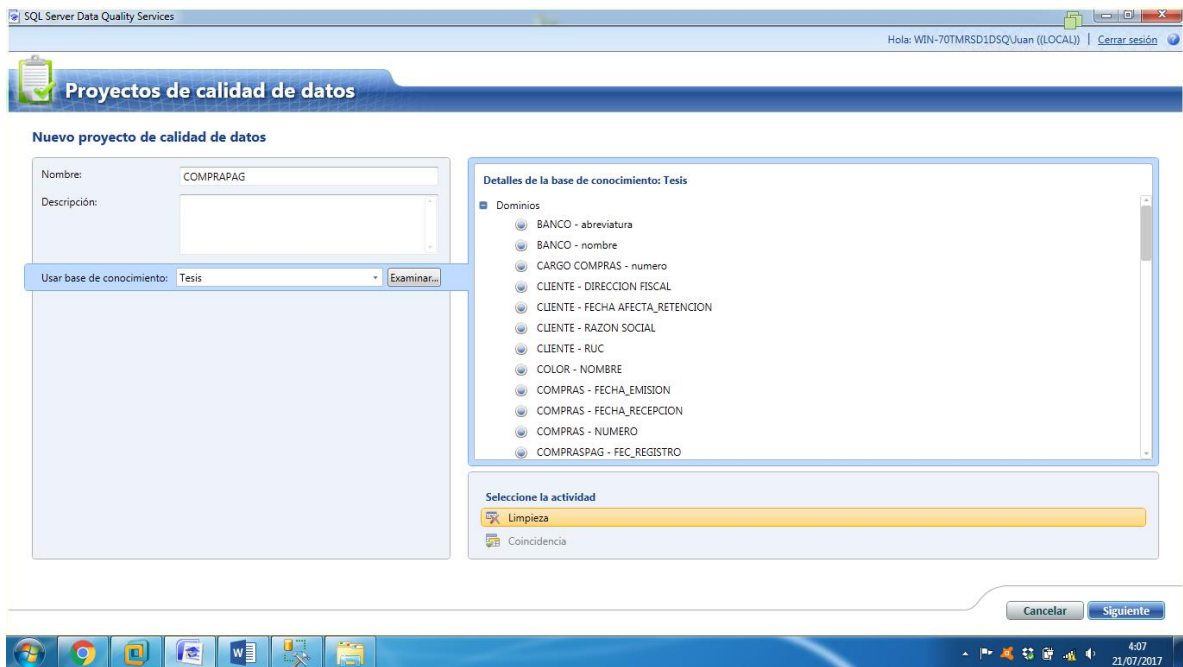 SQL Server Data Quality Services
Hola: WIN-70TMRSD1DSQ\Juan ((LOCAL)) | Cerrar sesión
Proyectos de calidad de datos
Nuevo proyecto de calidad de datos
Nombre: COMPRAPAG
Descripción:
Usar base de conocimiento: Tesis Examinar...
Detalles de la base de conocimiento: Tesis
Dominios
BANCO - abreviatura
BANCO - nombre
CARGO COMPRAS - numero
CLIENTE - DIRECCION FISCAL
CLIENTE - FECHA AFECTA_RETENCION
CLIENTE - RAZON SOCIAL
CLIENTE - RUC
COLOR - NOMBRE
COMPRAS - FECHA_EMISION
COMPRAS - FECHA_RECEPCION
COMPRAS - NUMERO
COMPRASPAG - FEC_REGISTRO
Seleccione la actividad
Limpieza
Coincidencia
Cancelar Siguiente
4:07
21/07/2017